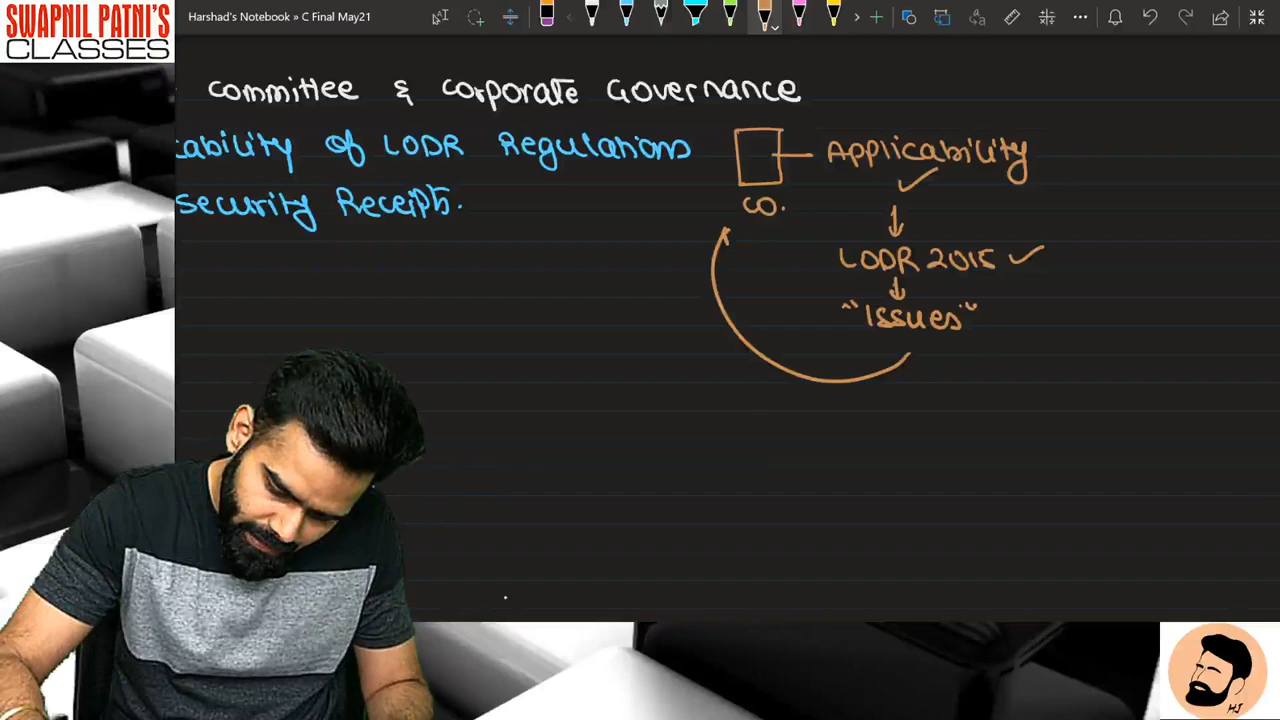 SWAPNIL PATNI'S
CLASSES
Harshad's Notebook » C Final May21
committee & corporate Governance
cability of LODR Regulations
security Receipts.
CO.
Applicability
LODR 2015
"Issues"
HJ